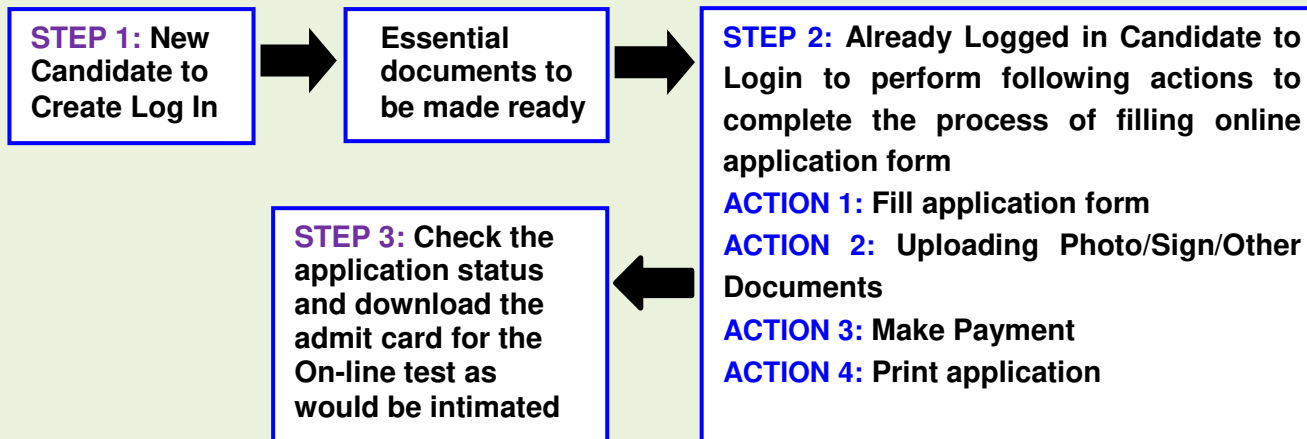 STEP 1: New
Candidate to
Create Log In
Essential
documents to
be made ready
STEP 2: Already Logged in Candidate to
Login to perform following actions to
complete the process of filling online
application form
ACTION 1: Fill application form
ACTION 2: Uploading Photo/Sign/Other
Documents
ACTION 3: Make Payment
ACTION 4: Print application
STEP 3: Check the
application status
and download the
admit card for the
On-line test as
would be intimated